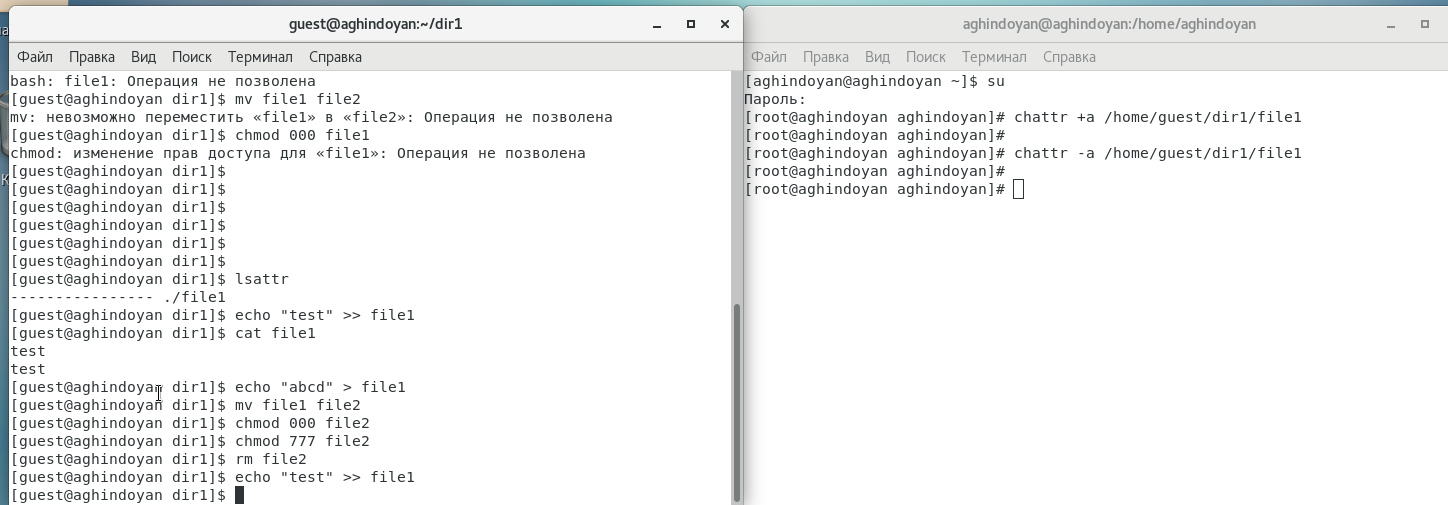 guest@aghindoyan:~/dir1
Файл Правка Вид Поиск Терминал Справка
bash: file1: Операция не позволена
[guest@aghindoyan dir1]$ mv file1 file2
mv: невозможно переместить «file1» в «file2»: Операция не позволена
[guest@aghindoyan dir1]$ chmod 000 file1
chmod: изменение прав доступа для «file1»: Операция не позволена
[guest@aghindoyan dir1]$
[guest@aghindoyan dir1]$
[guest@aghindoyan dir1]$
[guest@aghindoyan dir1]$
[guest@aghindoyan dir1]$
[guest@aghindoyan dir1]$
[guest@aghindoyan dir1]$ lsattr
---------------- ./file1
[guest@aghindoyan dir1]$ echo "test" >> file1
[guest@aghindoyan dir1]$ cat file1
test
test
[guest@aghindoyan dir1]$ echo "abcd" > file1
[guest@aghindoyan dir1]$ mv file1 file2
[guest@aghindoyan dir1]$ chmod 000 file2
[guest@aghindoyan dir1]$ chmod 777 file2
[guest@aghindoyan dir1]$ rm file2
[guest@aghindoyan dir1]$ echo "test" >> file1
[guest@aghindoyan dir1]$
aghindoyan@aghindoyan:/home/aghindoyan
Файл Правка Вид Поиск Терминал Справка
[aghindoyan@aghindoyan ~]$ su
Пароль:
[root@aghindoyan aghindoyan]# chattr +a /home/guest/dir1/file1
[root@aghindoyan aghindoyan]#
[root@aghindoyan aghindoyan]# chattr -a /home/guest/dir1/file1
[root@aghindoyan aghindoyan]#
[root@aghindoyan aghindoyan]#